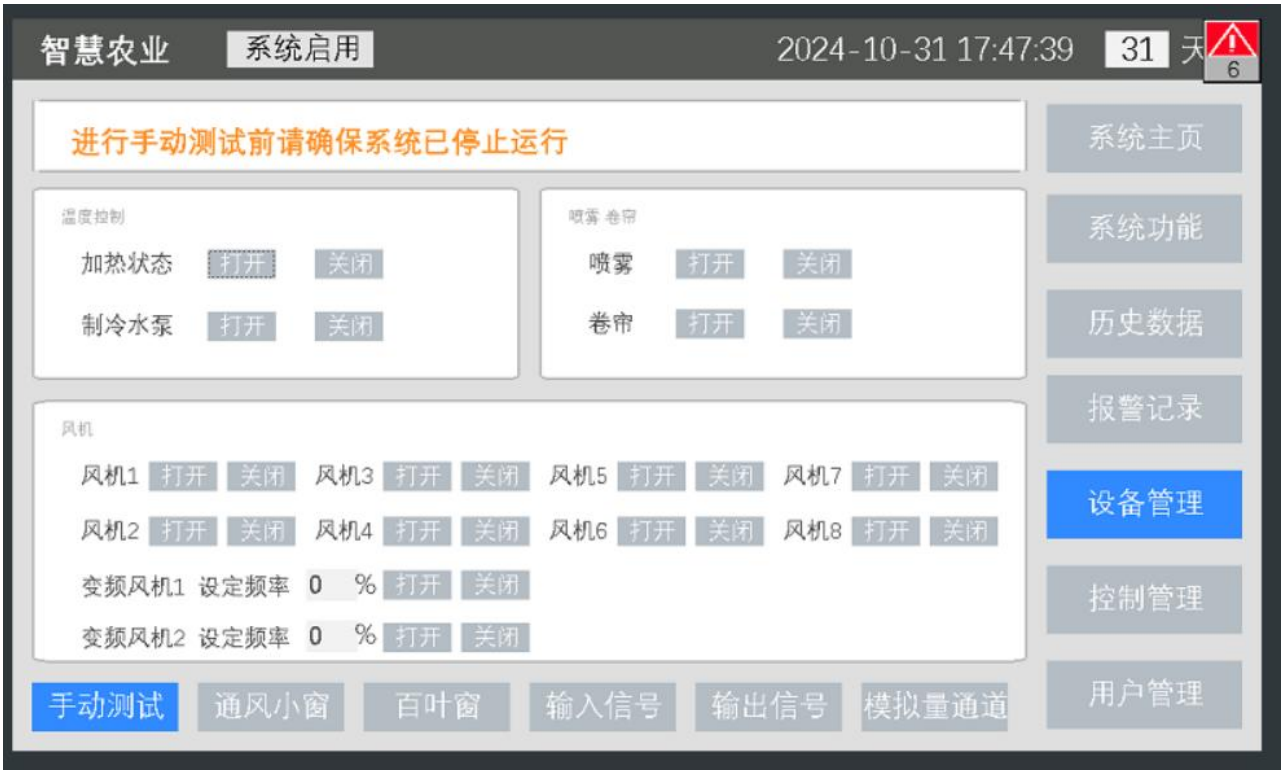 智慧农业 系统启用 2024-10-31 17:47:39 31 天 6
进行手动测试前请确保系统已停止运行
系统主页
温度控制
加热状态 打开 关闭
制冷水泵 打开 关闭
喷雾 卷帘
喷雾 打开 关闭
卷帘 打开 关闭
系统功能
历史数据
报警记录
风机
风机1 打开 关闭 风机3 打开 关闭 风机5 打开 关闭 风机7 打开 关闭
风机2 打开 关闭 风机4 打开 关闭 风机6 打开 关闭 风机8 打开 关闭
变频风机1 设定频率 0 % 打开 关闭
变频风机2 设定频率 0 % 打开 关闭
设备管理
控制管理
用户管理
手动测试 通风小窗 百叶窗 输入信号 输出信号 模拟量通道